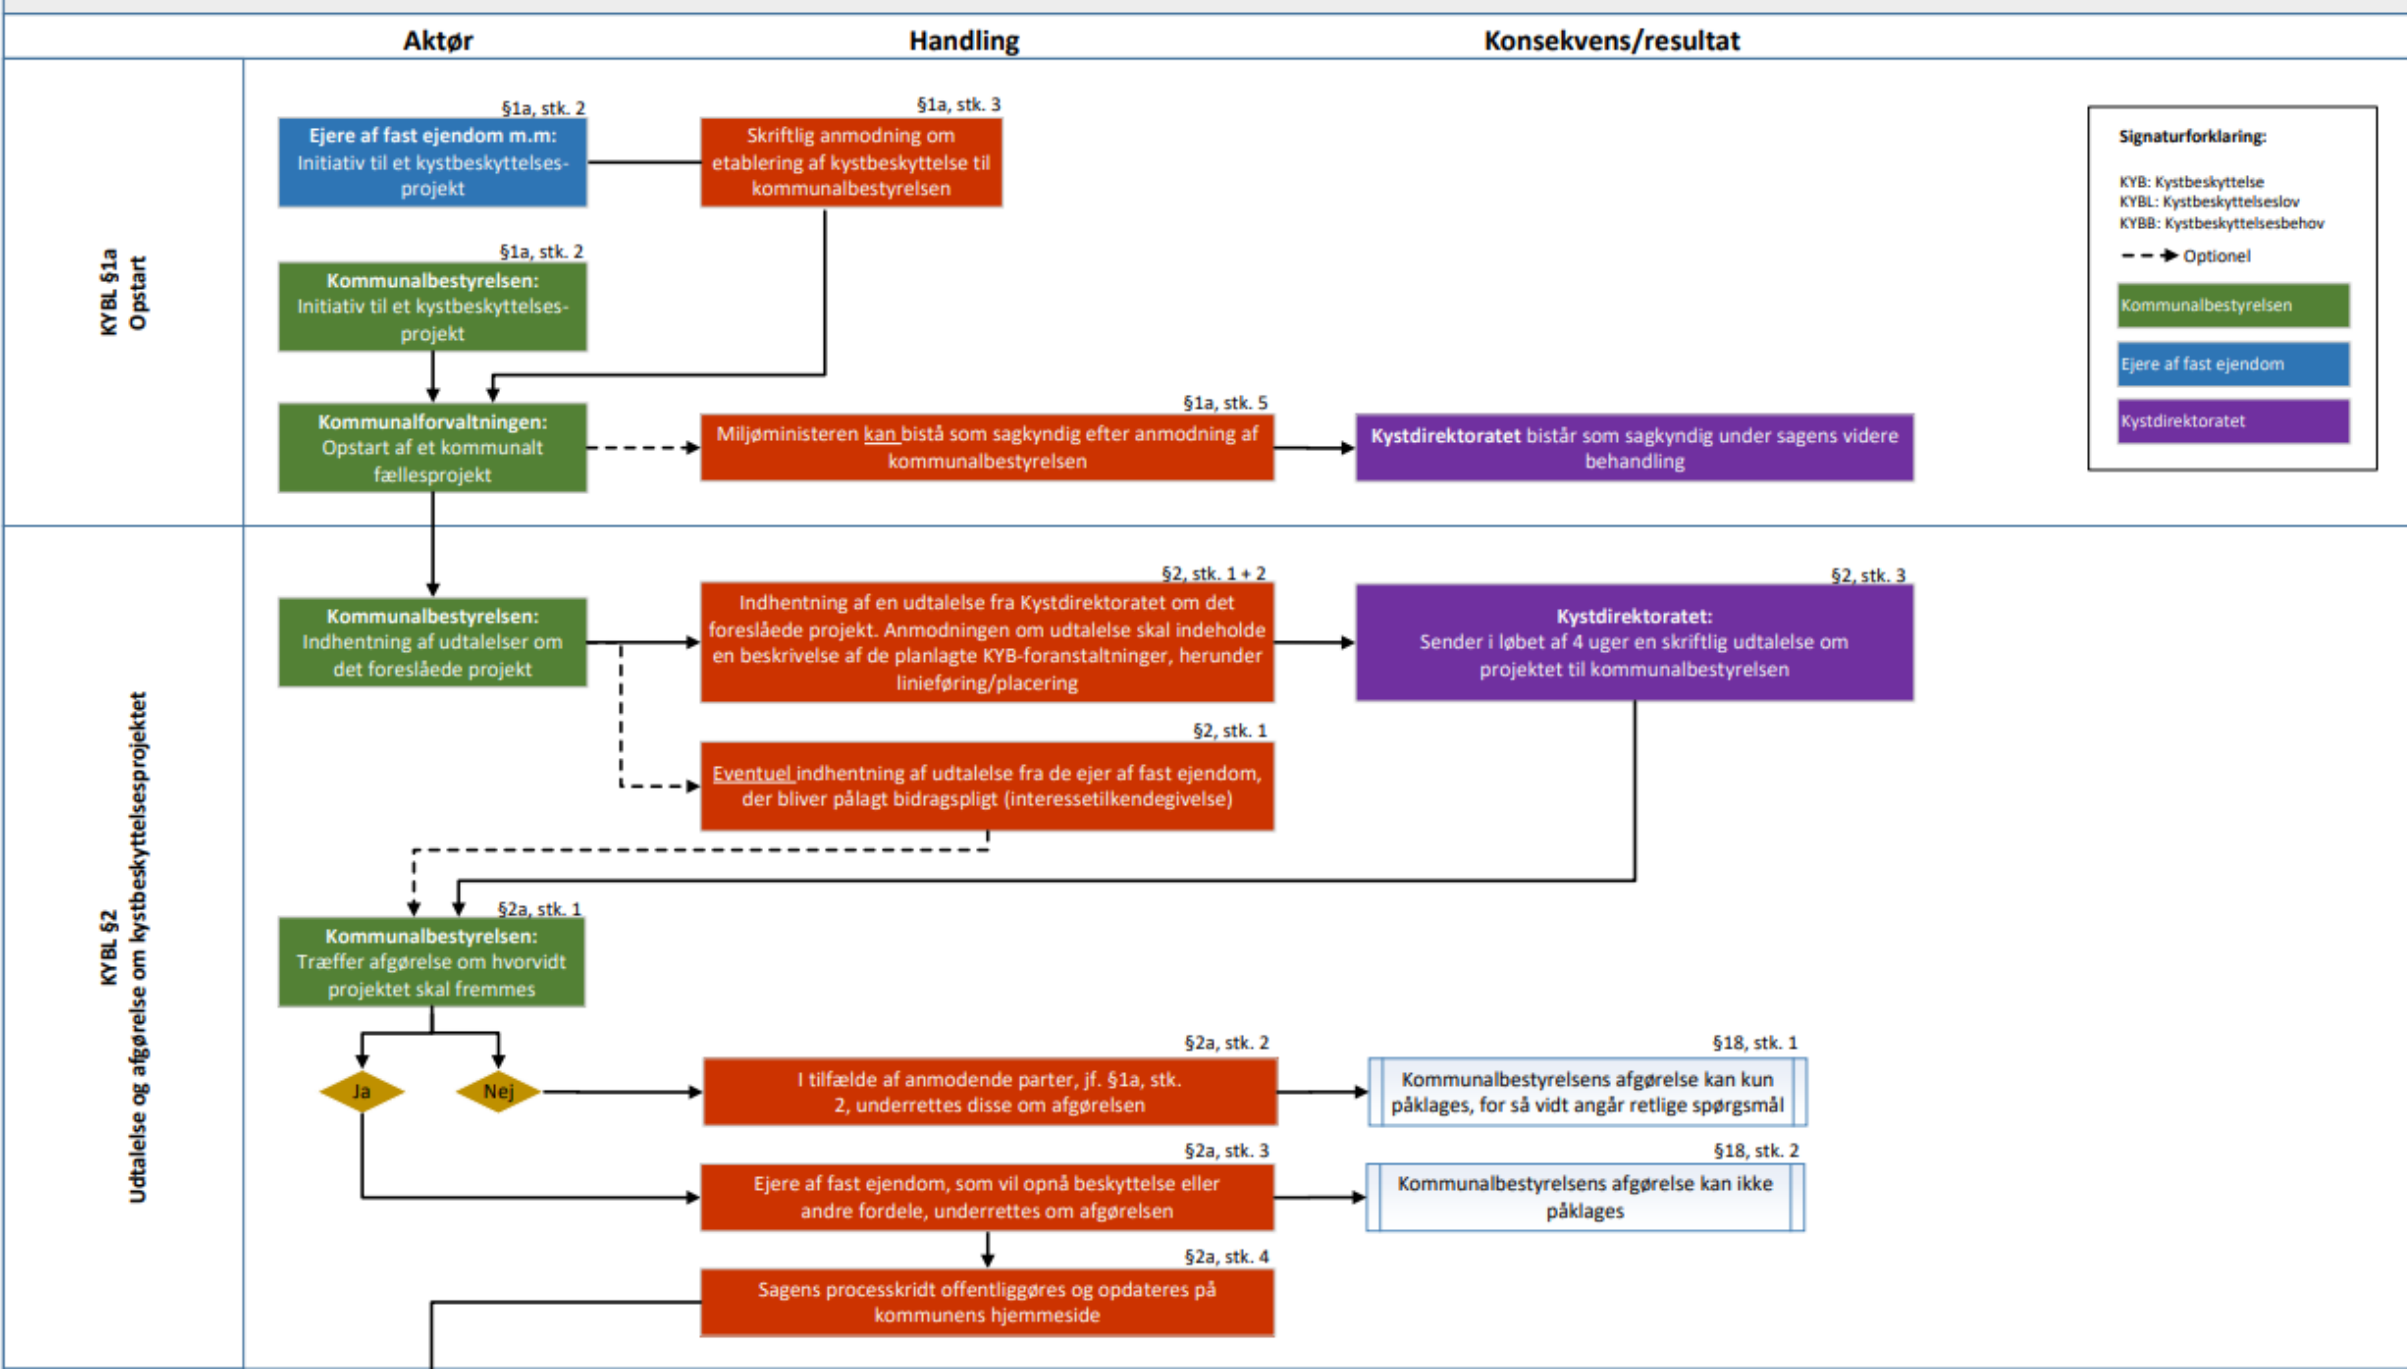 Aktør
Handling
Konsekvens/resultat
KYBL §1a
Opstart
§1a, stk. 2
Ejere af fast ejendom m.m:
Initiativ til et kystbeskyttelses-
projekt
§1a, stk. 3
Skriftlig anmodning om
etablering af kystbeskyttelse til
kommunalbestyrelsen
§1a, stk. 2
Kommunalbestyrelsen:
Initiativ til et kystbeskyttelses-
projekt
Kommunalforvaltningen:
Opstart af et kommunalt
fællesprojekt
§1a, stk. 5
Miljøministeren kan bistå som sagkyndig efter anmodning af
kommunalbestyrelsen
Kystdirektoratet bistår som sagkyndig under sagens videre
behandling
Signaturforklaring:
KYB: Kystbeskyttelse
KYBL: Kystbeskyttelseslov
KYBB: Kystbeskyttelsesbehov
Optionel
Kommunalbestyrelsen
Ejere af fast ejendom
Kystdirektoratet
KYBL §2
Udtalelse og afgørelse om kystbeskyttelsesprojektet
Kommunalbestyrelsen:
Indhentning af udtalelser om
det foreslåede projekt
§2, stk. 1 + 2
Indhentning af en udtalelse fra Kystdirektoratet om det
foreslåede projekt. Anmodningen om udtalelse skal indeholde
en beskrivelse af de planlagte KYB-foranstaltninger, herunder
linieføring/placering
§2, stk. 3
Kystdirektoratet:
Sender i løbet af 4 uger en skriftlig udtalelse om
projektet til kommunalbestyrelsen
§2, stk. 1
Eventuel indhentning af udtalelse fra de ejer af fast ejendom,
der bliver pålagt bidragspligt (interessetilkendegivelse)
§2a, stk. 1
Kommunalbestyrelsen:
Træffer afgørelse om hvorvidt
projektet skal fremmes
Ja
Nej
§2a, stk. 2
I tilfælde af anmodende parter, jf. §1a, stk.
2, underrettes disse om afgørelsen
§18, stk. 1
Kommunalbestyrelsens afgørelse kan kun
påklages, for så vidt angår retlige spørgsmål
§2a, stk. 3
Ejere af fast ejendom, som vil opnå beskyttelse eller
andre fordele, underrettes om afgørelsen
§18, stk. 2
Kommunalbestyrelsens afgørelse kan ikke
påklages
§2a, stk. 4
Sagens processkridt offentliggøres og opdateres på
kommunens hjemmeside